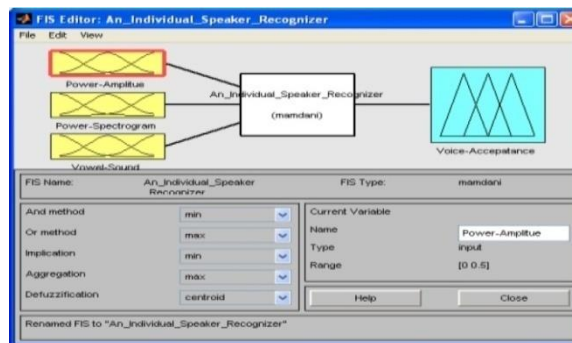 FIS Editor: An_Individual_Speaker_Recognizer
File Edit View
Power-Amplitue
An_Individual_Speaker_Recognizer
(mamdani)
Power-Spectrogram
Voice-Accepatance
Vowel-Sound
FIS Name: An_Individual_Speaker Recognizer FIS Type: mamdani
And method min
Or method max
Implication min
Aggregation max
Defuzzification centroid
Current Variable
Name Power-Amplitue
Type input
Range [0 0.5]
Help Close
Renamed FIS to "An_Individual_Speaker_Recognizer"